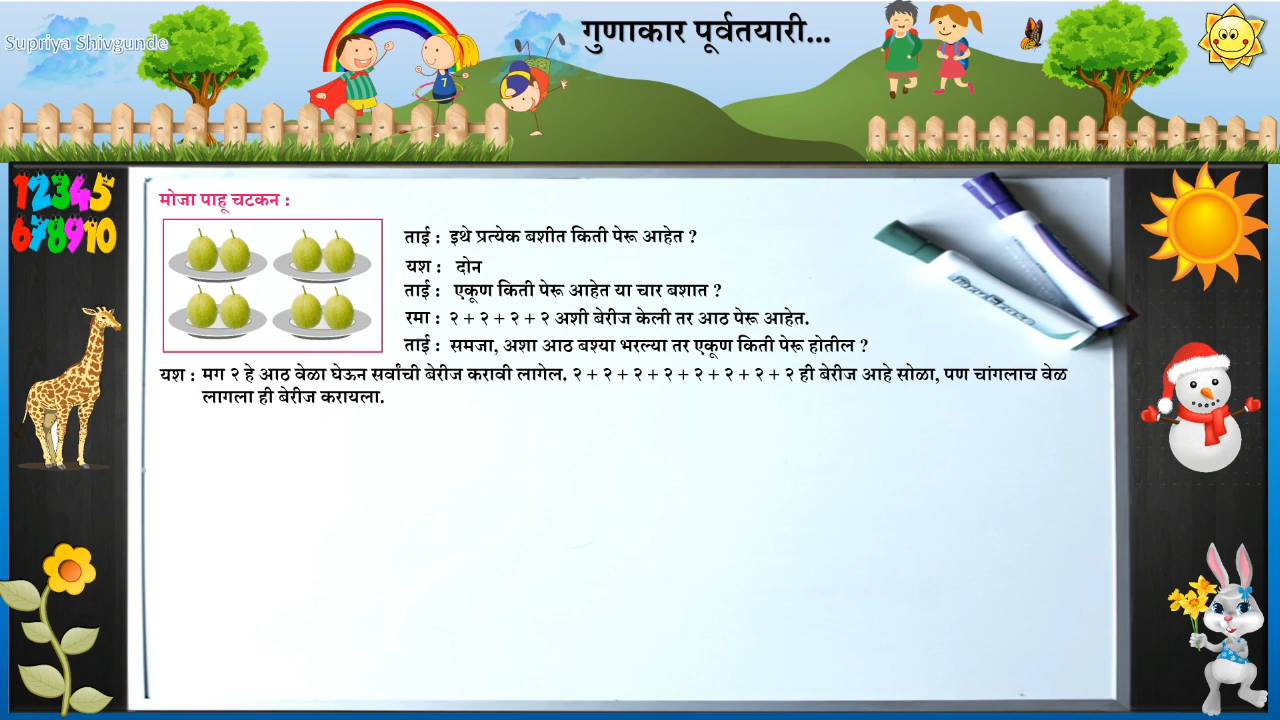 Supriya Shivgunde
गुणाकार पूर्वतयारी...
12345
678910
मोजा पाहू चटकन :
ताई : इथे प्रत्येक बशीत किती पेरू आहेत ?
यश : दोन
ताई : एकूण किती पेरू आहेत या चार बशात ?
रमा : २ + २ + २ + २ अशी बेरीज केली तर आठ पेरू आहेत.
ताई : समजा, अशा आठ बश्या भरल्या तर एकूण किती पेरू होतील ?
यश : मग २ हे आठ वेळा घेऊन सर्वांची बेरीज करावी लागेल. २ + २ + २ + २ + २ + २ + २ + २ ही बेरीज आहे सोळा, पण चांगलाच वेळ
लागला ही बेरीज करायला.
7